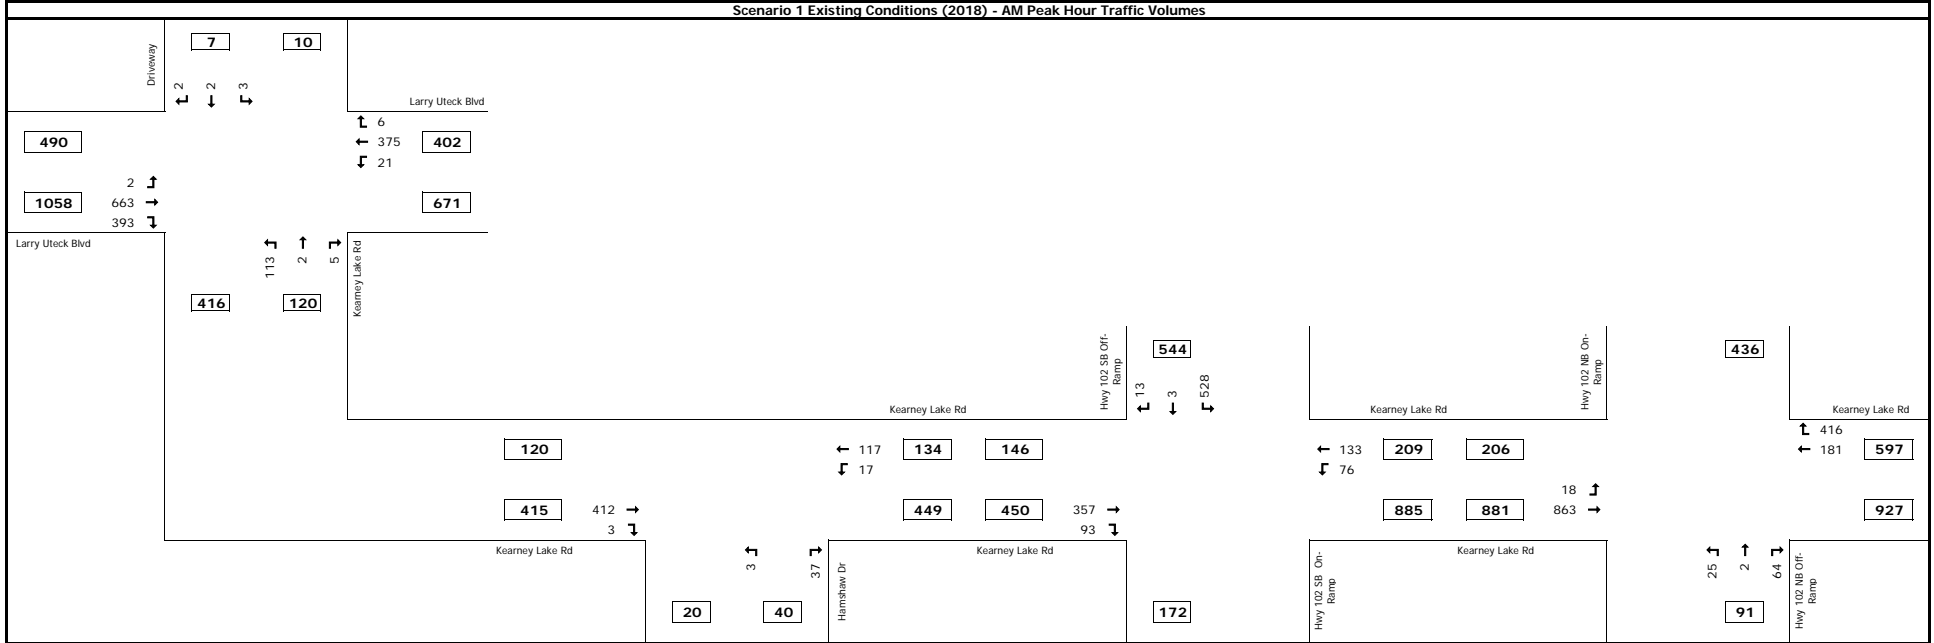 Scenario 1 Existing Conditions (2018) - AM Peak Hour Traffic Volumes
Driveway
7
10
2
2
3
Larry Uteck Blvd
490
6
375
402
21
2
1058
663
671
393
Larry Uteck Blvd
113
2
5
Kearney Lake Rd
416
120
Hwy 102 SB Off-
Ramp
544
13
3
528
Hwy 102 NB On-
Ramp
436
Kearney Lake Rd
Kearney Lake Rd
Kearney Lake Rd
120
117
134
146
17
133
209
206
76
416
181
597
415
412
3
449
450
357
93
885
881
18
863
927
Kearney Lake Rd
Kearney Lake Rd
Kearney Lake Rd
3
37
Hamshaw Dr
20
40
172
Hwy 102 SB On-
Ramp
25
2
64
Hwy 102 NB Off-
Ramp
91